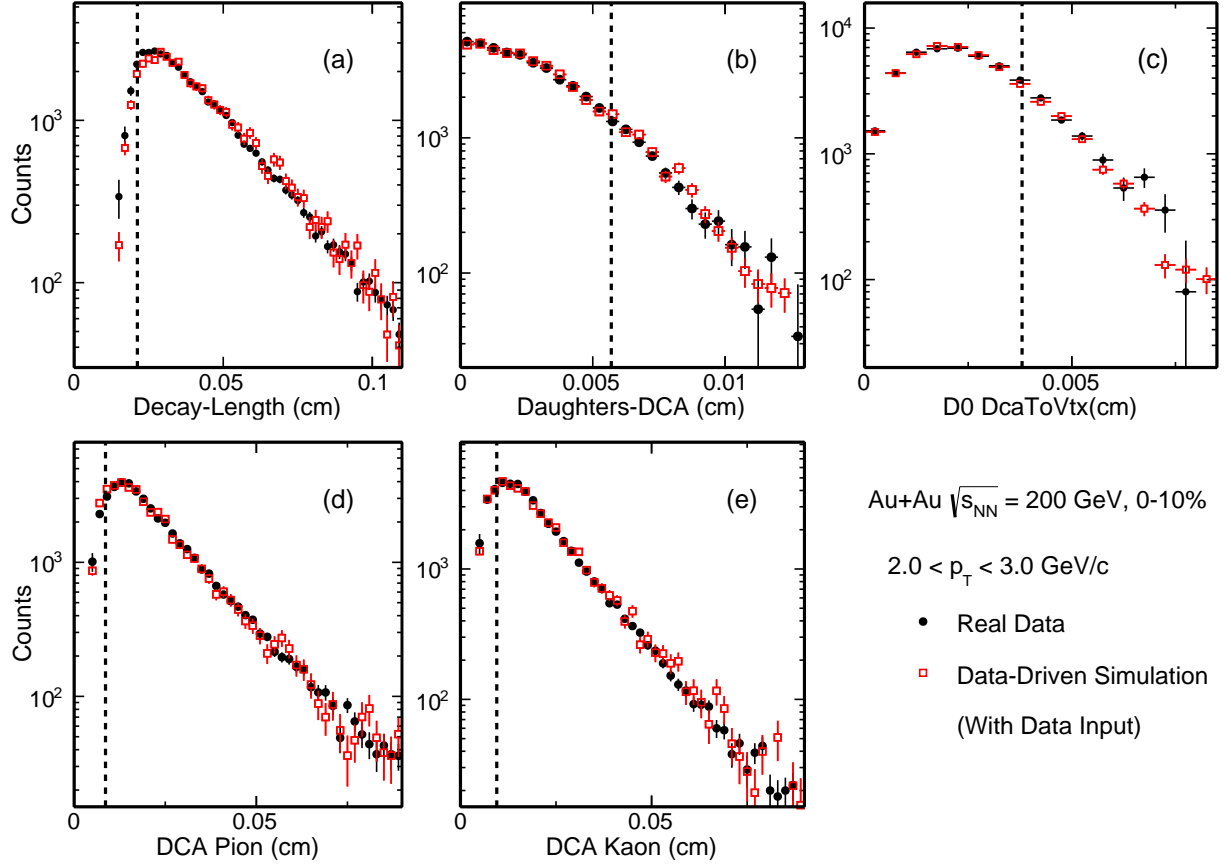 Counts
10³
10²
(a)
0 0.05 0.1
Decay-Length (cm)
10³
10²
(b)
0 0.005 0.01
Daughters-DCA (cm)
10⁴
10³
10²
(c)
0 0.005
D0 DcaToVtx(cm)
Counts
10³
10²
(d)
0 0.05
DCA Pion (cm)
10³
10²
(e)
0 0.05
DCA Kaon (cm)
Au+Au √s_NN = 200 GeV, 0-10%
2.0 < p_T < 3.0 GeV/c
Real Data
Data-Driven Simulation
(With Data Input)